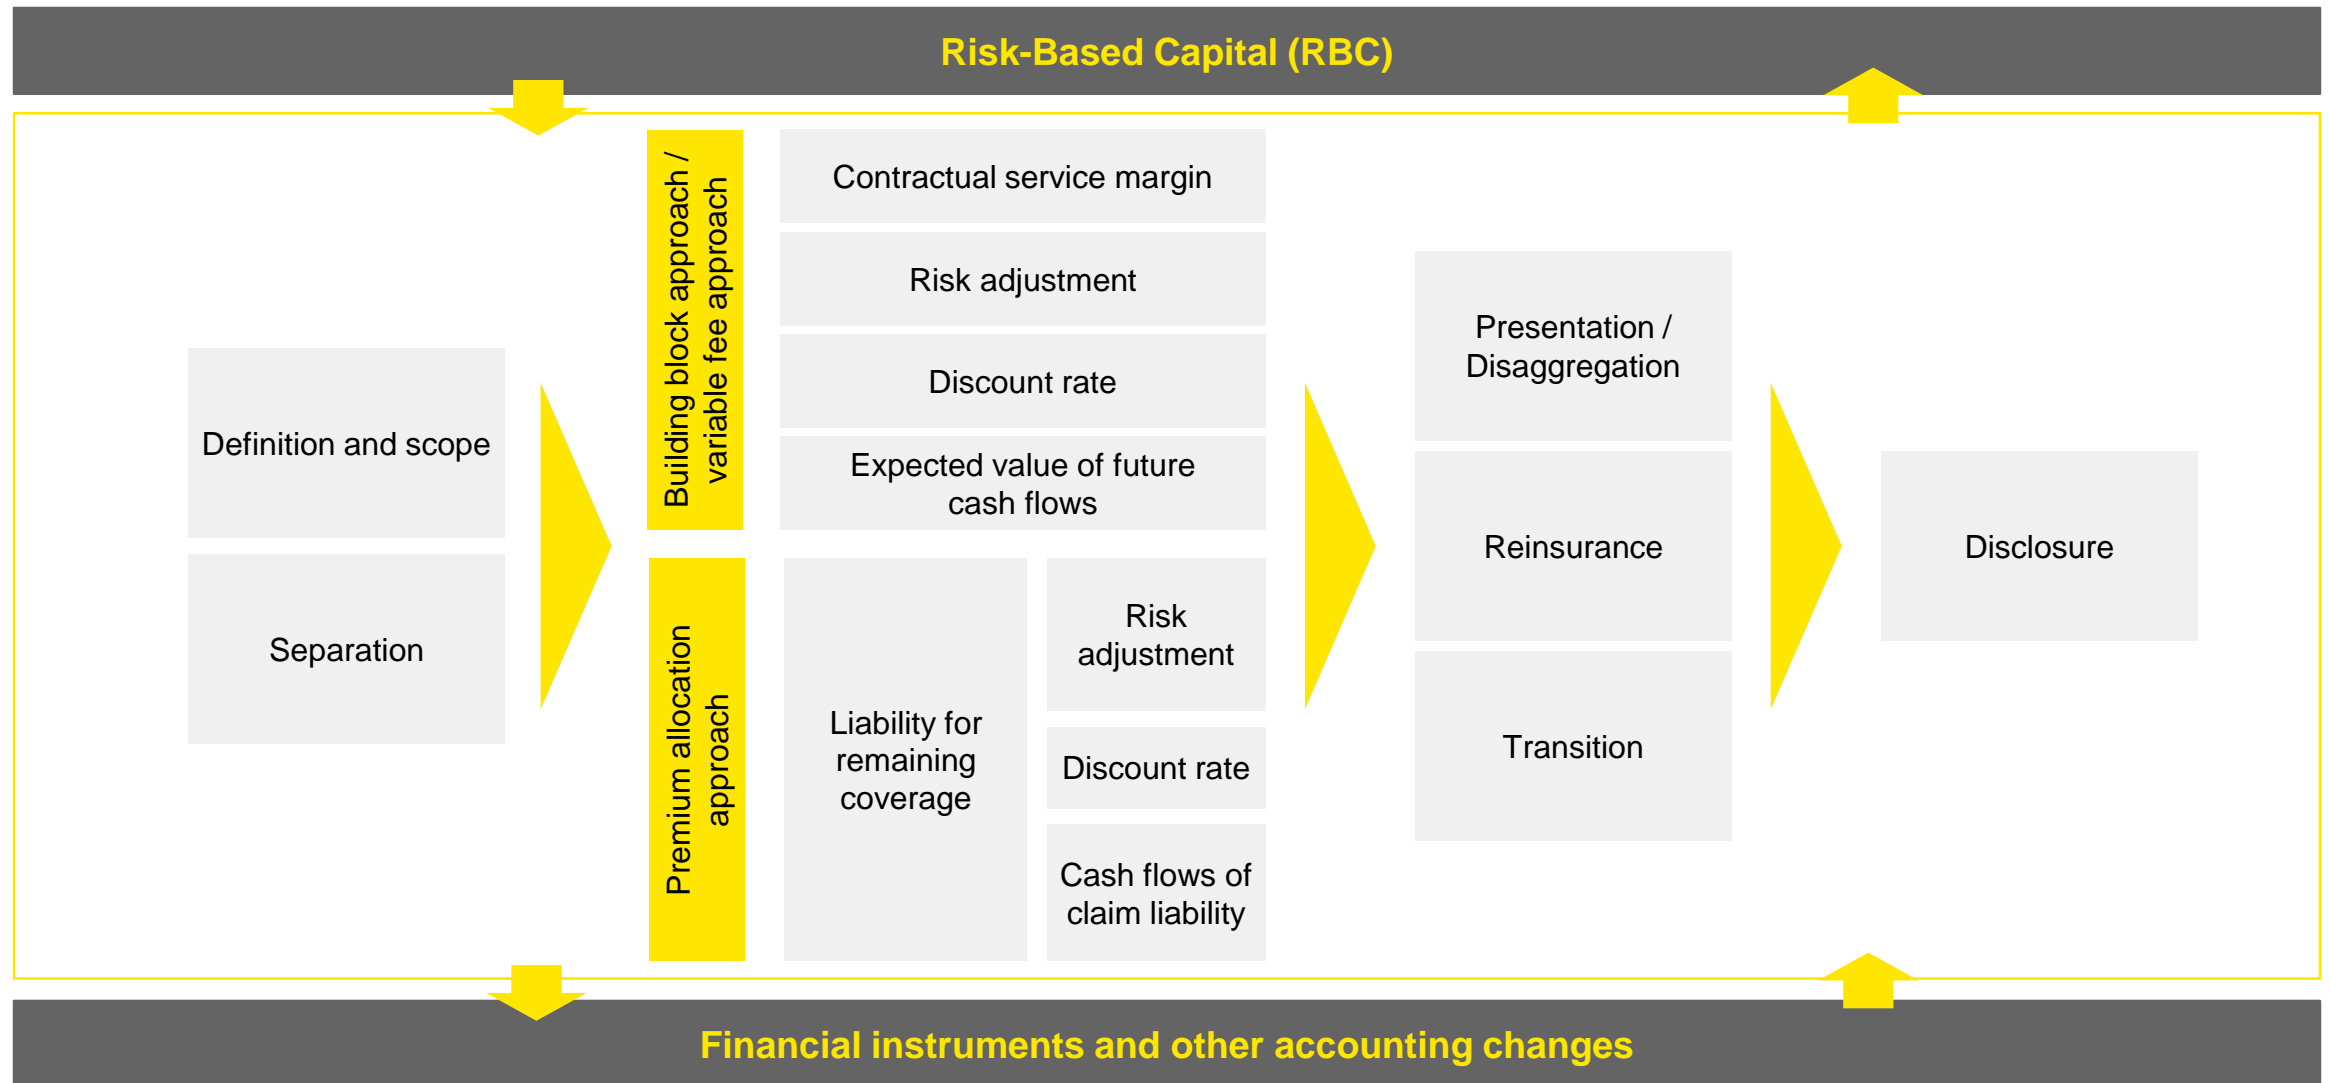 Risk-Based Capital (RBC)
Definition and scope
Separation
Building block approach /
variable fee approach
Contractual service margin
Risk adjustment
Discount rate
Expected value of future
cash flows
Premium allocation
approach
Liability for
remaining
coverage
Risk
adjustment
Discount rate
Cash flows of
claim liability
Presentation /
Disaggregation
Reinsurance
Transition
Disclosure
Financial instruments and other accounting changes